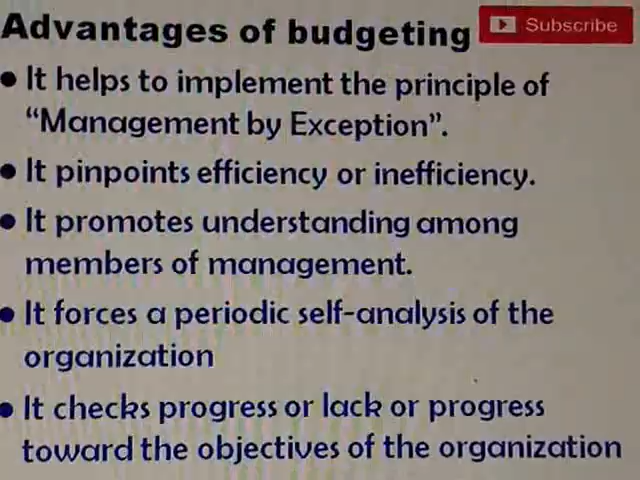 Advantages of budgeting
Subscribe
• It helps to implement the principle of
“Management by Exception”.
• It pinpoints efficiency or inefficiency.
• It promotes understanding among
members of management.
• It forces a periodic self-analysis of the
organization
• It checks progress or lack or progress
toward the objectives of the organization